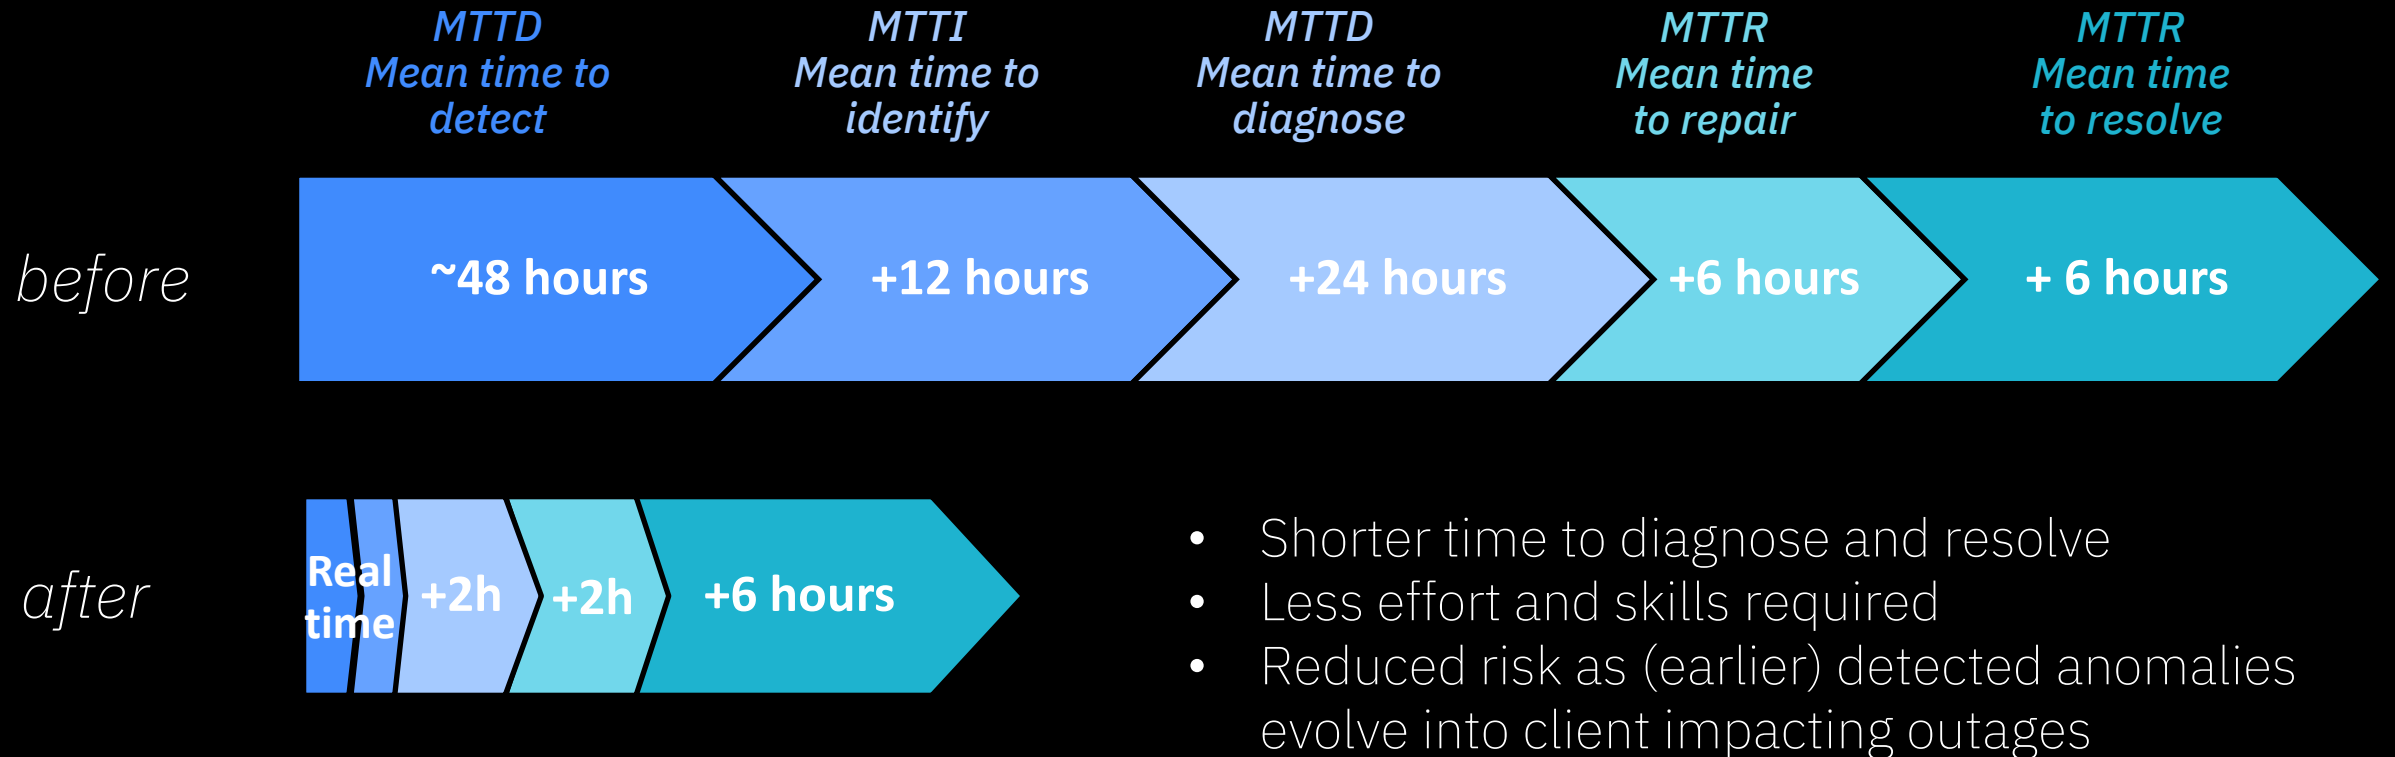 MTTD
Mean time to
detect
MTTI
Mean time to
identify
MTTD
Mean time to
diagnose
MTTR
Mean time
to repair
MTTR
Mean time
to resolve
before
~48 hours
+12 hours
+24 hours
+6 hours
+ 6 hours
after
Real
time
+2h
+2h
+6 hours
• Shorter time to diagnose and resolve
• Less effort and skills required
• Reduced risk as (earlier) detected anomalies
evolve into client impacting outages